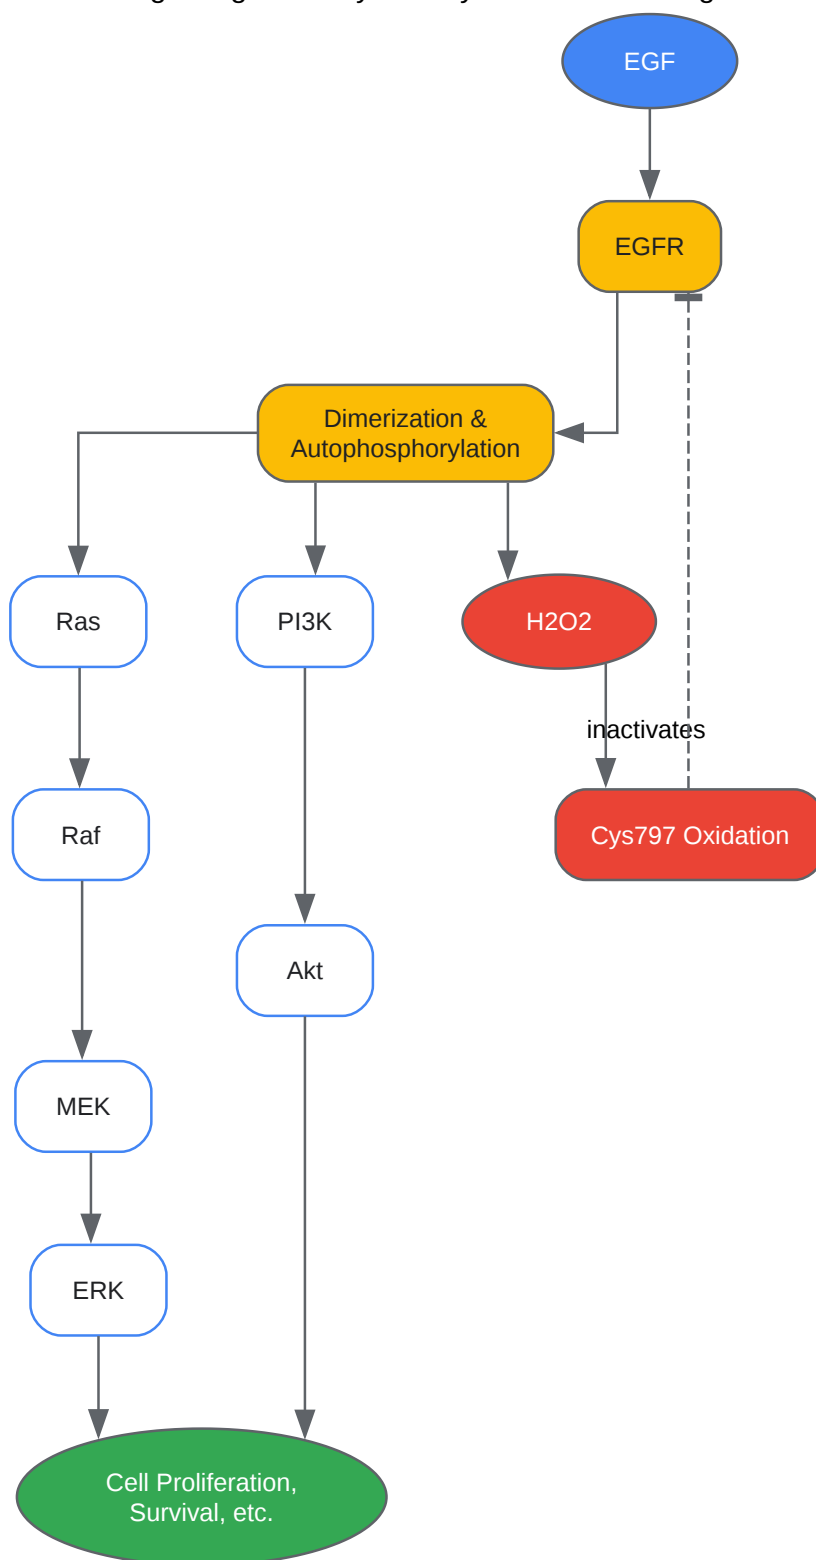 EGF
EGFR
Dimerization &
Autophosphorylation
Ras
PI3K
H2O2
inactivates
Raf
Cys797 Oxidation
Akt
MEK
ERK
Cell Proliferation,
Survival, etc.